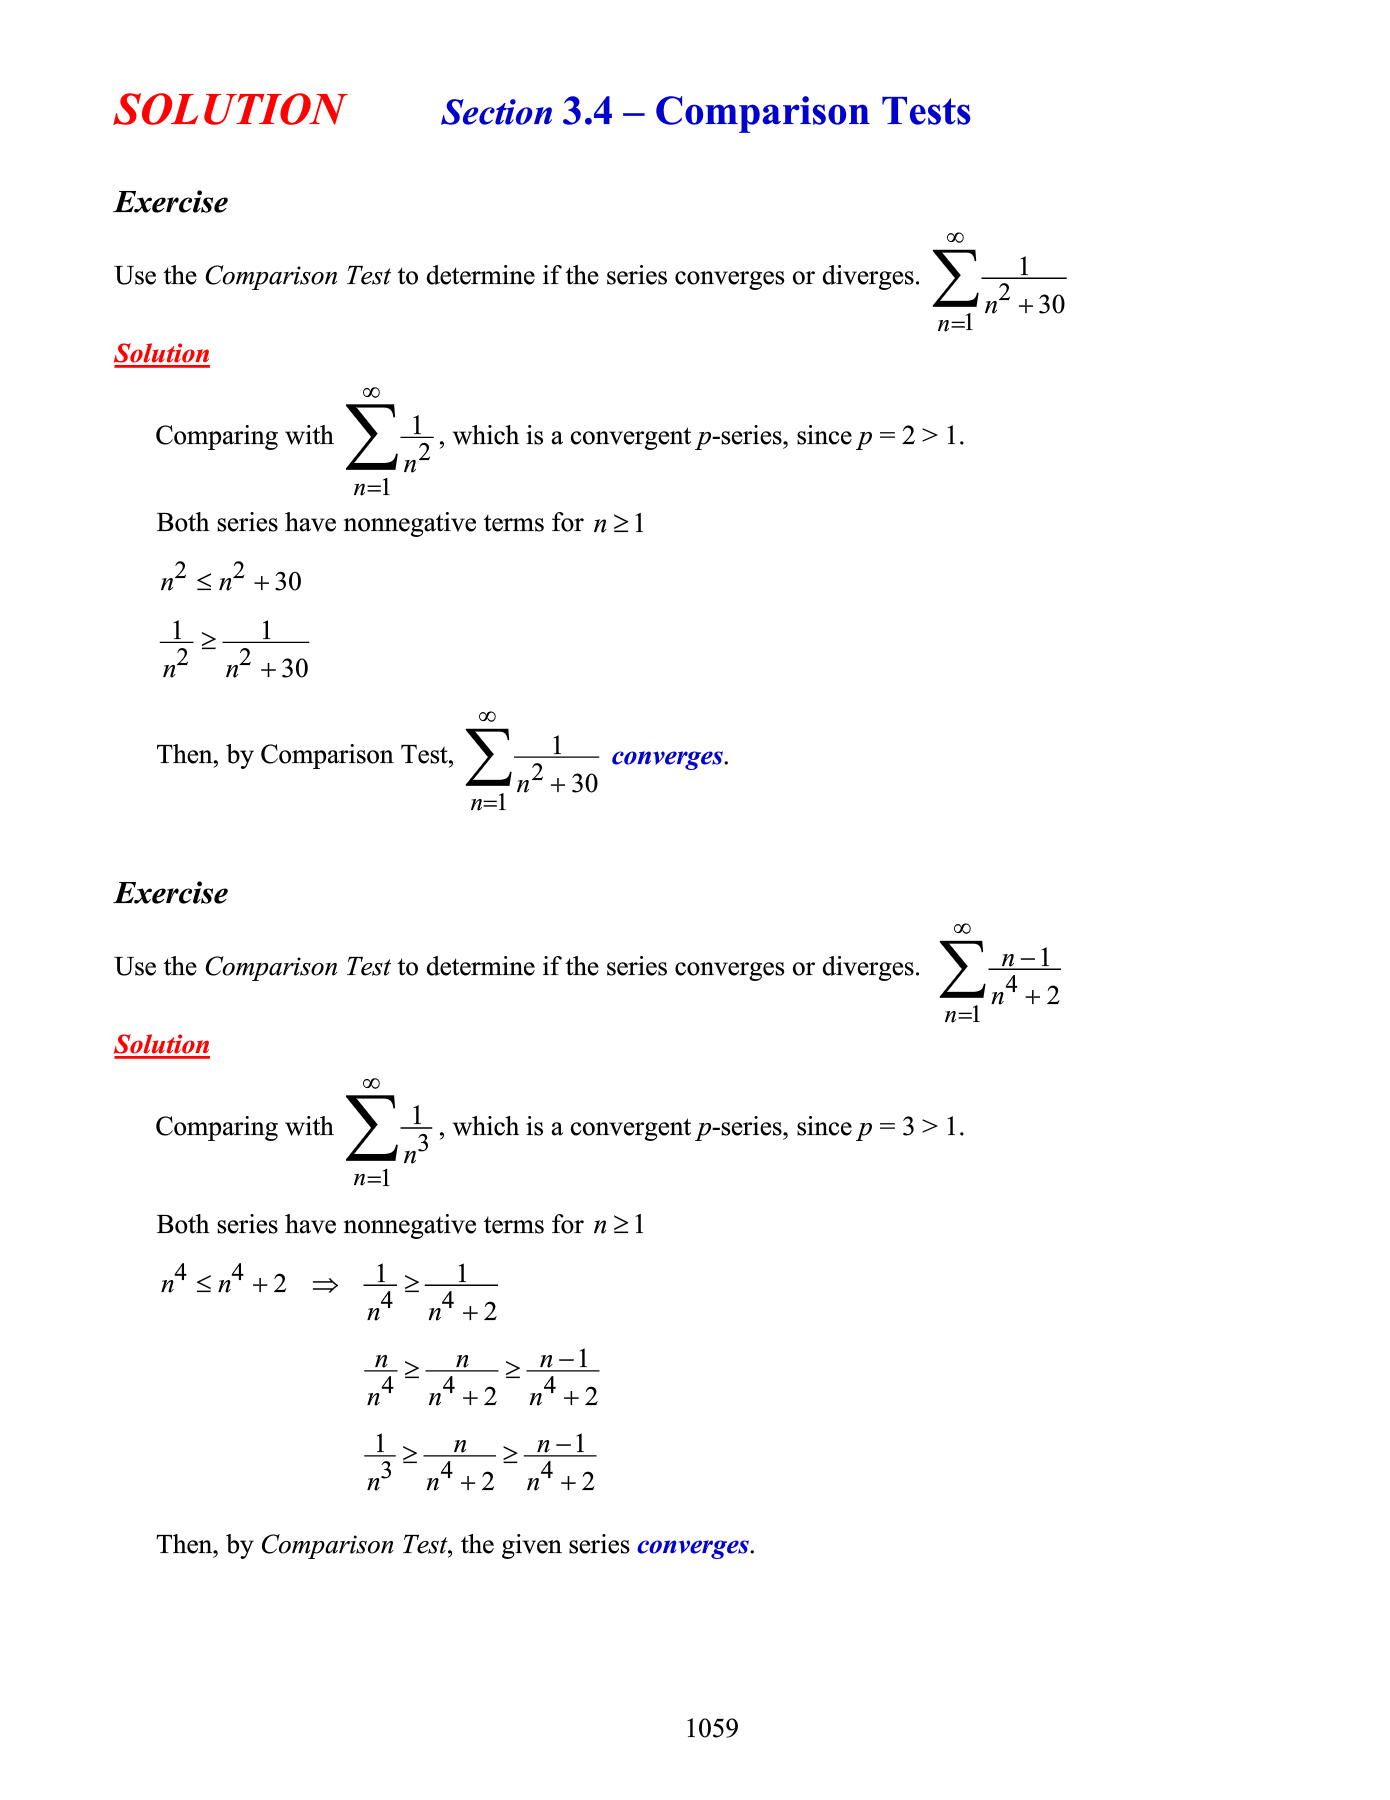 SOLUTION Section 3.4 – Comparison Tests
Exercise
Use the Comparison Test to determine if the series converges or diverges. $\sum_{n=1}^{\infty} \frac{1}{n^2+30}$
Solution
Comparing with $\sum_{n=1}^{\infty} \frac{1}{n^2}$, which is a convergent p-series, since p = 2 > 1.
Both series have nonnegative terms for $n \geq 1$
$n^2 \leq n^2 + 30$
$\frac{1}{n^2} \geq \frac{1}{n^2+30}$
Then, by Comparison Test, $\sum_{n=1}^{\infty} \frac{1}{n^2+30}$ converges.
Exercise
Use the Comparison Test to determine if the series converges or diverges. $\sum_{n=1}^{\infty} \frac{n-1}{n^4+2}$
Solution
Comparing with $\sum_{n=1}^{\infty} \frac{1}{n^3}$, which is a convergent p-series, since p = 3 > 1.
Both series have nonnegative terms for $n \geq 1$
$n^4 \leq n^4 + 2 \Rightarrow \frac{1}{n^4} \geq \frac{1}{n^4+2}$
$\frac{n}{n^4} \geq \frac{n}{n^4+2} \geq \frac{n-1}{n^4+2}$
$\frac{1}{n^3} \geq \frac{n}{n^4+2} \geq \frac{n-1}{n^4+2}$
Then, by Comparison Test, the given series converges.
1059